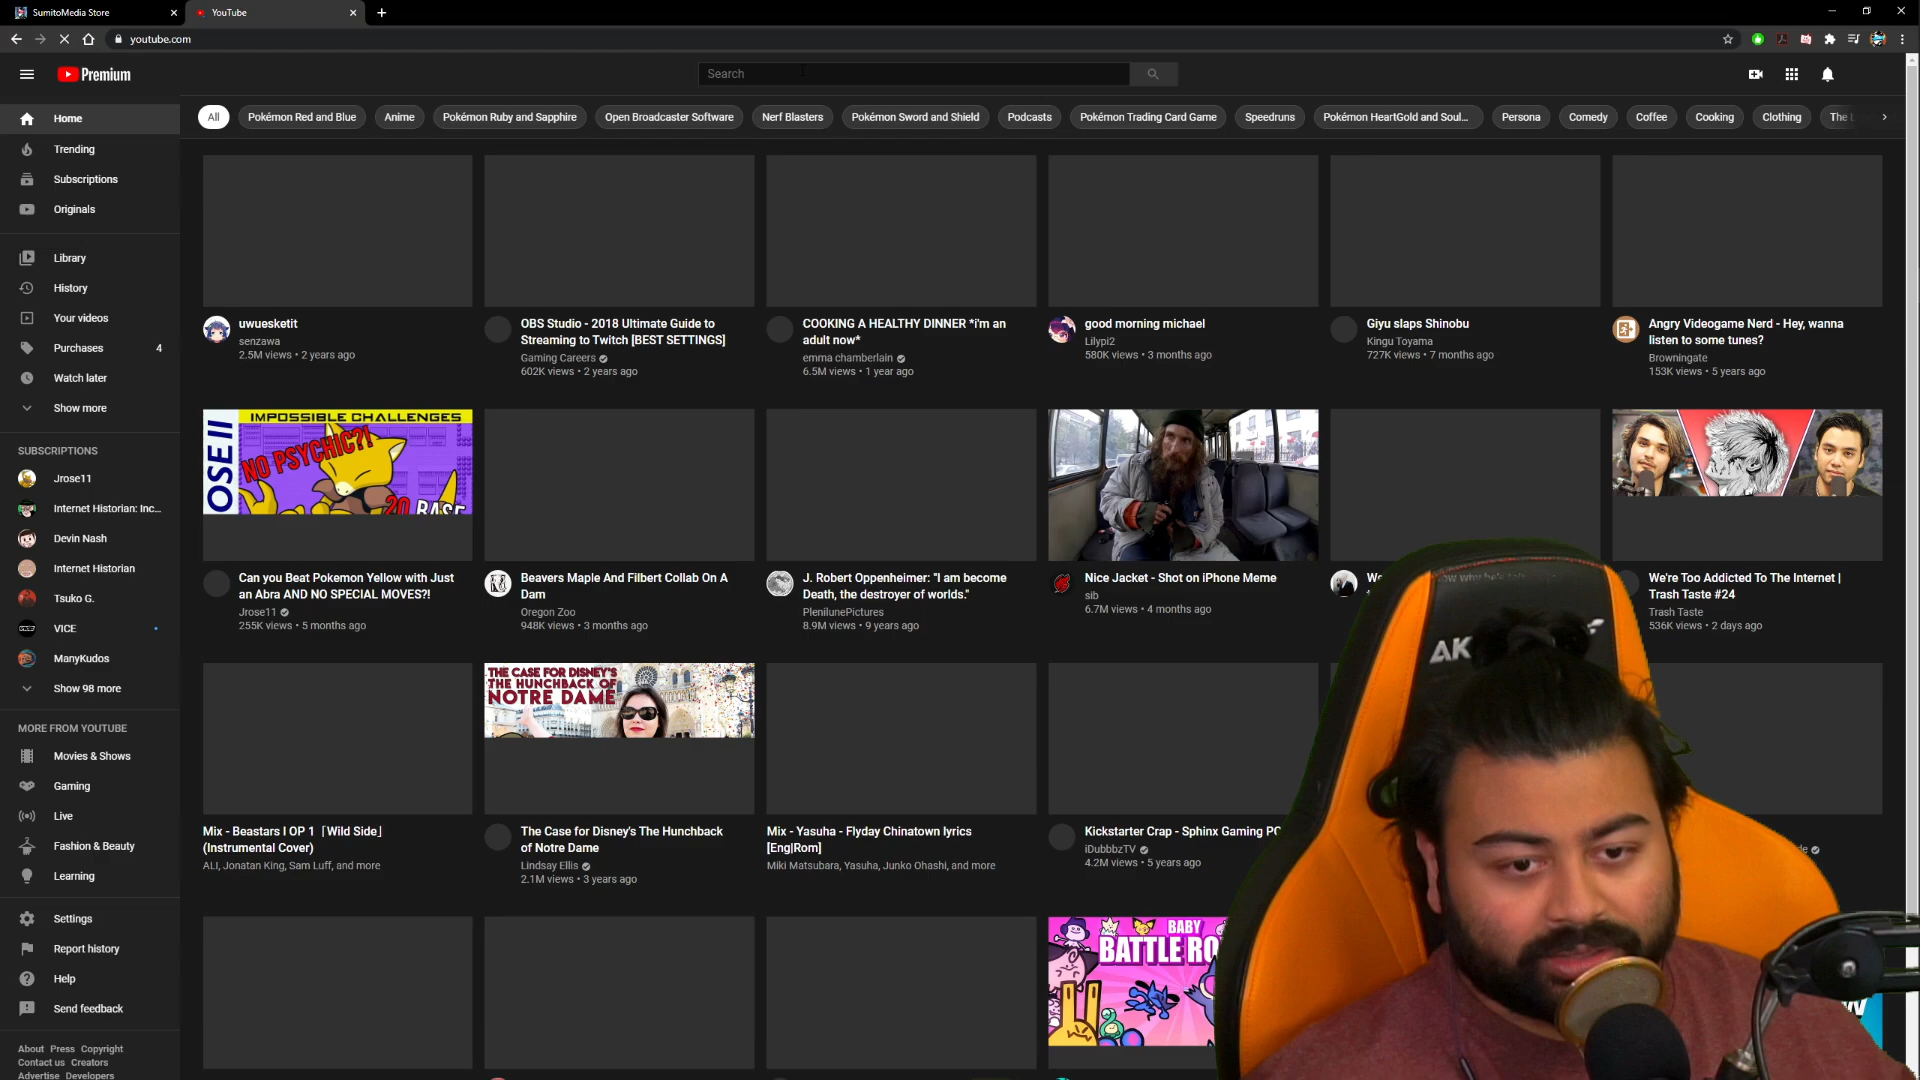 SumitoMedia Store
YouTube
youtube.com
Premium
Search
All
Pokémon Red and Blue
Anime
Pokémon Ruby and Sapphire
Open Broadcaster Software
Nerf Blasters
Pokémon Sword and Shield
Podcasts
Pokémon Trading Card Game
Speedruns
Pokémon HeartGold and Soul...
Persona
Comedy
Coffee
Cooking
Clothing
Home
Trending
Subscriptions
Originals
Library
History
Your videos
Purchases 4
Watch later
Show more
SUBSCRIPTIONS
Jrose11
Internet Historian: Inc...
Devin Nash
Internet Historian
Tsuko G.
VICE
ManyKudos
Show 98 more
MORE FROM YOUTUBE
Movies & Shows
Gaming
Live
Fashion & Beauty
Learning
Settings
Report history
Help
Send feedback
About Press Copyright
Contact us Creators
Advertise Developers
uwuesketit
senzawa
2.5M views • 2 years ago
OBS Studio - 2018 Ultimate Guide to
Streaming to Twitch [BEST SETTINGS]
Gaming Careers
602K views • 2 years ago
COOKING A HEALTHY DINNER *i'm an
adult now*
emma chamberlain
6.5M views • 1 year ago
good morning michael
Lilypi2
580K views • 3 months ago
Giyu slaps Shinobu
Kingu Toyama
727K views • 7 months ago
Angry Videogame Nerd - Hey, wanna
listen to some tunes?
Browningate
153K views • 5 years ago
IMPOSSIBLE CHALLENGES
OSE II
NO PSYCHIC?!
20 BASE
Can you Beat Pokemon Yellow with Just
an Abra AND NO SPECIAL MOVES?!
Jrose11
255K views • 5 months ago
Beavers Maple And Filbert Collab On A
Dam
Oregon Zoo
948K views • 3 months ago
J. Robert Oppenheimer: "I am become
Death, the destroyer of worlds."
PlenilunePictures
8.9M views • 9 years ago
Nice Jacket - Shot on iPhone Meme
sib
6.7M views • 4 months ago
We're Too Addicted To The Internet |
Trash Taste #24
Trash Taste
536K views • 2 days ago
AK
Mix - Beastars l OP 1「Wild Side」
(Instrumental Cover)
ALI, Jonatan King, Sam Luff, and more
THE CASE FOR DISNEY'S
THE HUNCHBACK OF
NOTRE DAME
The Case for Disney's The Hunchback
of Notre Dame
Lindsay Ellis
2.1M views • 3 years ago
Mix - Yasuha - Flyday Chinatown lyrics
[Eng|Rom]
Miki Matsubara, Yasuha, Junko Ohashi, and more
Kickstarter Crap - Sphinx Gaming PC
iDubbbzTV
4.2M views • 5 years ago
BABY
BATTLE RO